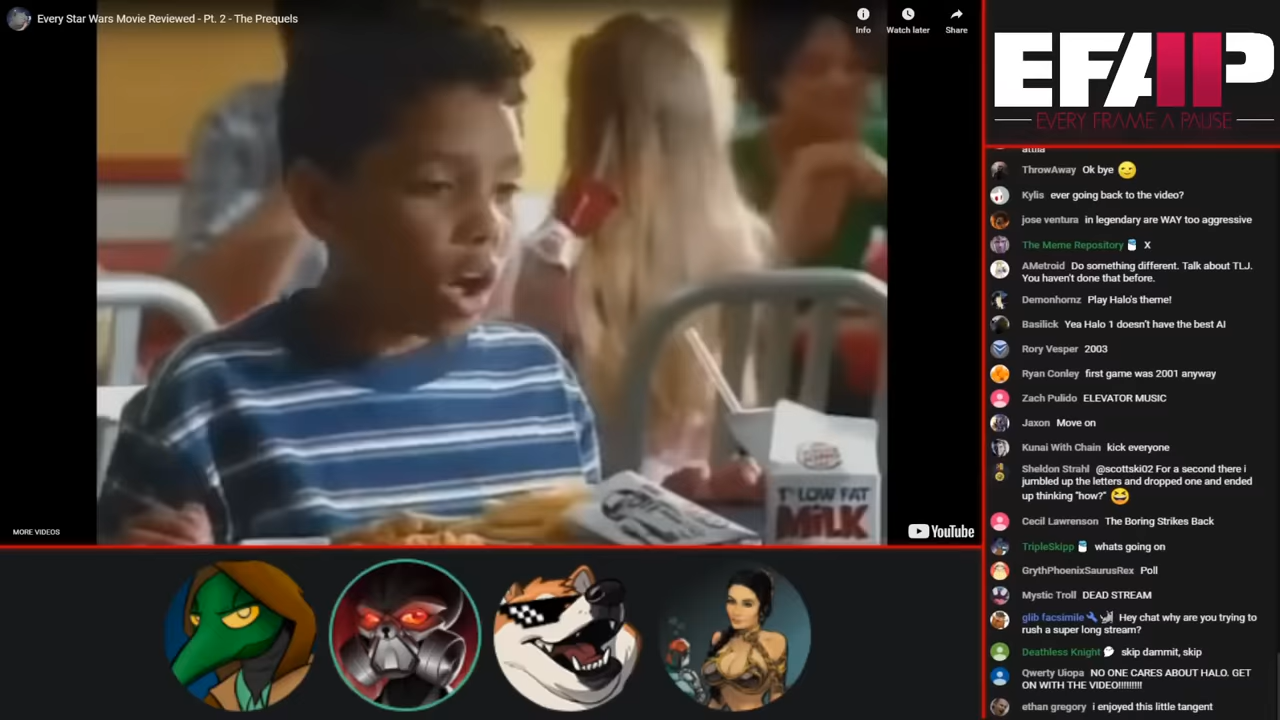 Every Star Wars Movie Reviewed - Pt. 2 - The Prequels
Info
Watch later
Share
1% LOW FAT
MiLK
MORE VIDEOS
YouTube
EFAP
EVERY FRAME A PAUSE
attila
ThrowAway Ok bye
Kylis ever going back to the video?
jose ventura in legendary are WAY too aggressive
The Meme Repository X
AMetroid Do something different. Talk about TLJ.
You haven't done that before.
Demonhornz Play Halo's theme!
Basilick Yea Halo 1 doesn't have the best AI
Rory Vesper 2003
Ryan Conley first game was 2001 anyway
Zach Pulido ELEVATOR MUSIC
Jaxon Move on
Kunai With Chain kick everyone
Sheldon Strahl @scottski02 For a second there i
jumbled up the letters and dropped one and ended
up thinking "how?"
Cecil Lawrenson The Boring Strikes Back
TripleSkipp whats going on
GrythPhoenixSaurusRex Poll
Mystic Troll DEAD STREAM
glib facsimile Hey chat why are you trying to
rush a super long stream?
Deathless Knight skip dammit, skip
Qwerty Uiopa NO ONE CARES ABOUT HALO. GET
ON WITH THE VIDEO!!!!!!!!!
ethan gregory i enjoyed this little tangent